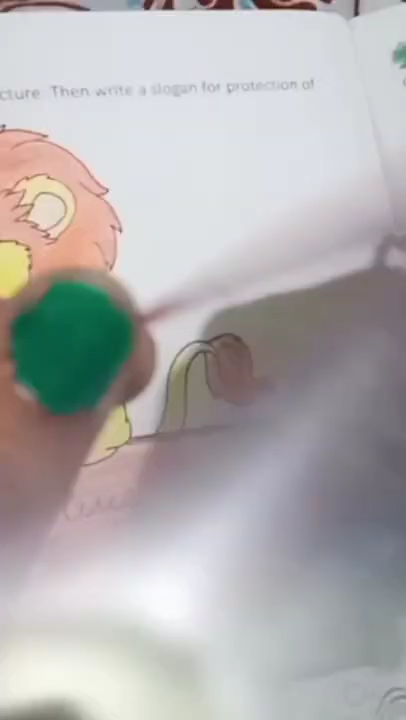 cture. Then write a slogan for protection of